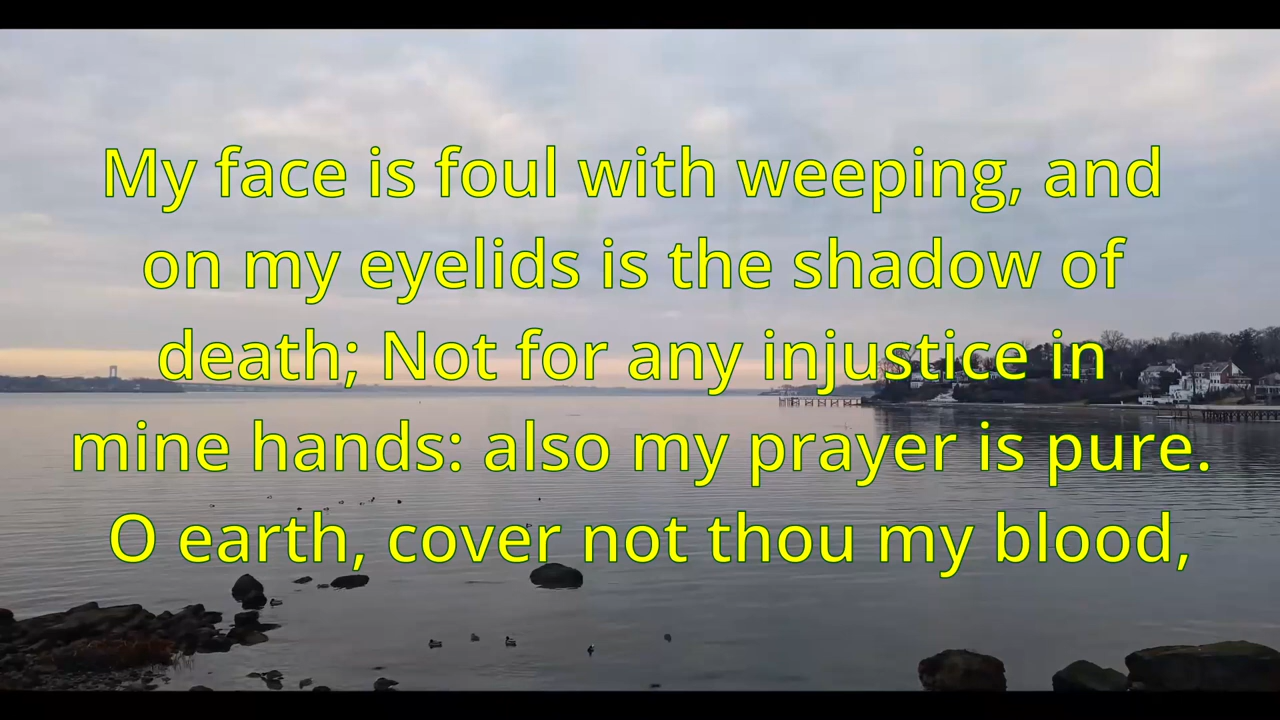 My face is foul with weeping, and
on my eyelids is the shadow of
death; Not for any injustice in
mine hands: also my prayer is pure.
O earth, cover not thou my blood,